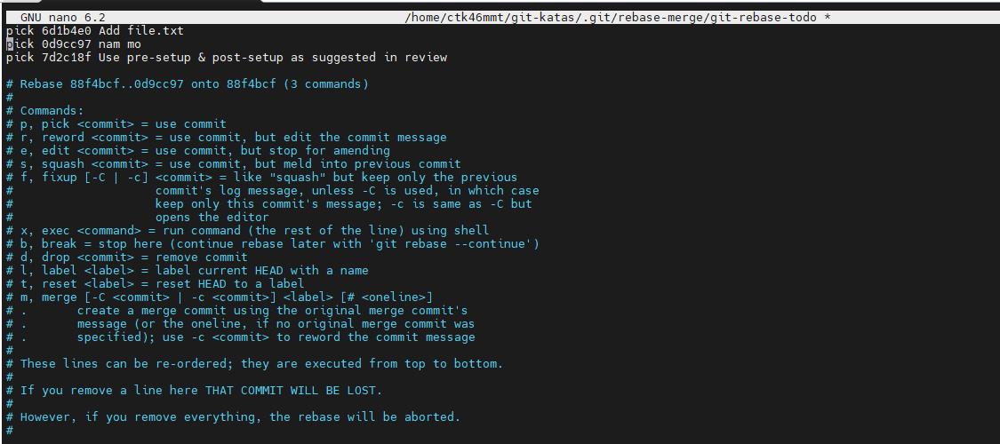 GNU nano 6.2 /home/ctk46mmt/git-katas/.git/rebase-merge/git-rebase-todo *
pick 6d1b4e0 Add file.txt
pick 0d9cc97 nam mo
pick 7d2c18f Use pre-setup & post-setup as suggested in review
# Rebase 88f4bcf..0d9cc97 onto 88f4bcf (3 commands)
#
# Commands:
# p, pick <commit> = use commit
# r, reword <commit> = use commit, but edit the commit message
# e, edit <commit> = use commit, but stop for amending
# s, squash <commit> = use commit, but meld into previous commit
# f, fixup [-C | -c] <commit> = like "squash" but keep only the previous
#                    commit's log message, unless -C is used, in which case
#                    keep only this commit's message; -c is same as -C but
#                    opens the editor
# x, exec <command> = run command (the rest of the line) using shell
# b, break = stop here (continue rebase later with 'git rebase --continue')
# d, drop <commit> = remove commit
# l, label <label> = label current HEAD with a name
# t, reset <label> = reset HEAD to a label
# m, merge [-C <commit> | -c <commit>] <label> [# <oneline>]
# .       create a merge commit using the original merge commit's
# .       message (or the oneline, if no original merge commit was
# .       specified); use -c <commit> to reword the commit message
#
# These lines can be re-ordered; they are executed from top to bottom.
#
# If you remove a line here THAT COMMIT WILL BE LOST.
#
# However, if you remove everything, the rebase will be aborted.
#